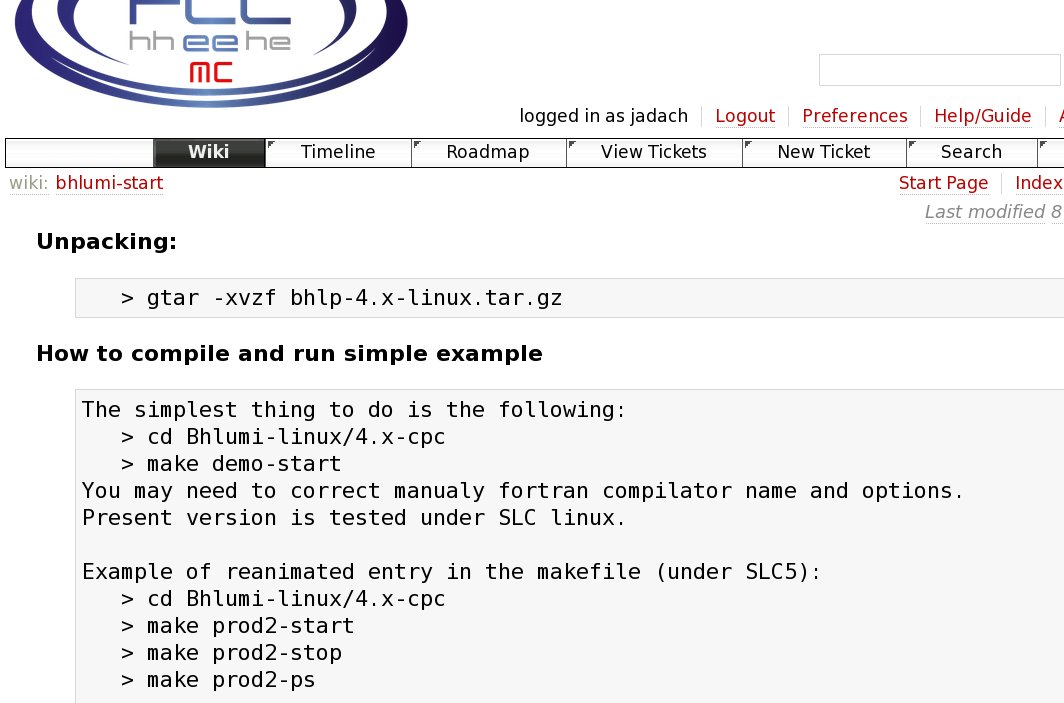 FCC
hh ee he
MC
logged in as jadach Logout Preferences Help/Guide
Wiki Timeline Roadmap View Tickets New Ticket Search
wiki: bhlumi-start Start Page Index
Last modified 8
Unpacking:
> gtar -xvzf bhlp-4.x-linux.tar.gz
How to compile and run simple example
The simplest thing to do is the following:
> cd Bhlumi-linux/4.x-cpc
> make demo-start
You may need to correct manualy fortran compilator name and options.
Present version is tested under SLC linux.
Example of reanimated entry in the makefile (under SLC5):
> cd Bhlumi-linux/4.x-cpc
> make prod2-start
> make prod2-stop
> make prod2-ps